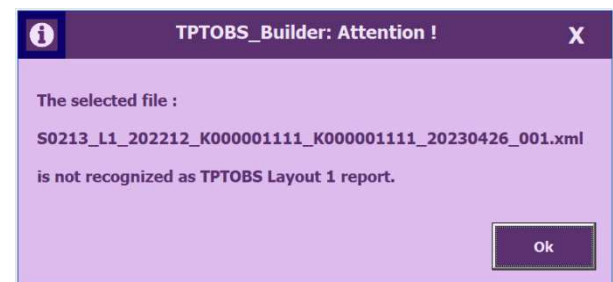 TPTOBS_Builder: Attention !
X
The selected file :
S0213_L1_202212_K000001111_K000001111_20230426_001.xml
is not recognized as TPTOBS Layout 1 report.
Ok